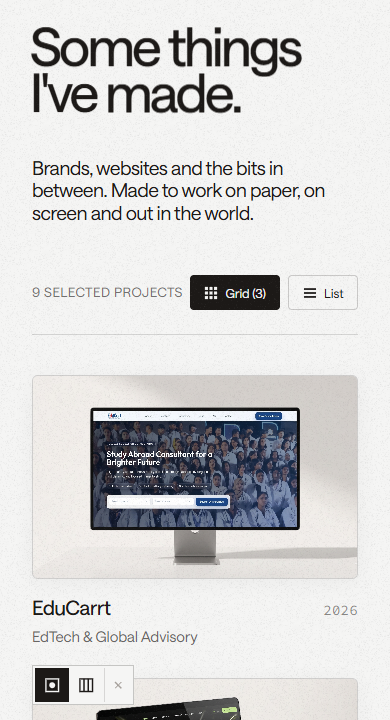 Some things
I've made.
Brands, websites and the bits in
between. Made to work on paper, on
screen and out in the world.
9 SELECTED PROJECTS
Grid (3)
List
Study Abroad Consultant for a
Brighter Future
EduCarrt
2026
EdTech & Global Advisory
×